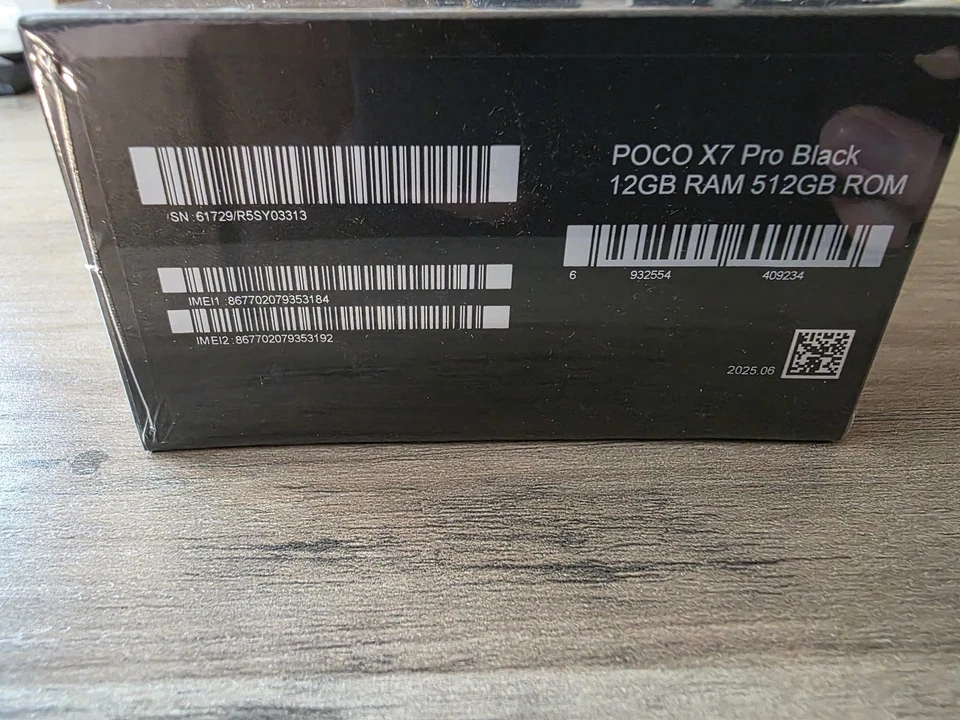 SN:61729/R5SY03313
IMEI1:867702079353184
IMEI2:867702079353192
POCO X7 Pro Black
12GB RAM 512GB ROM
6 932554 409234
2025.06